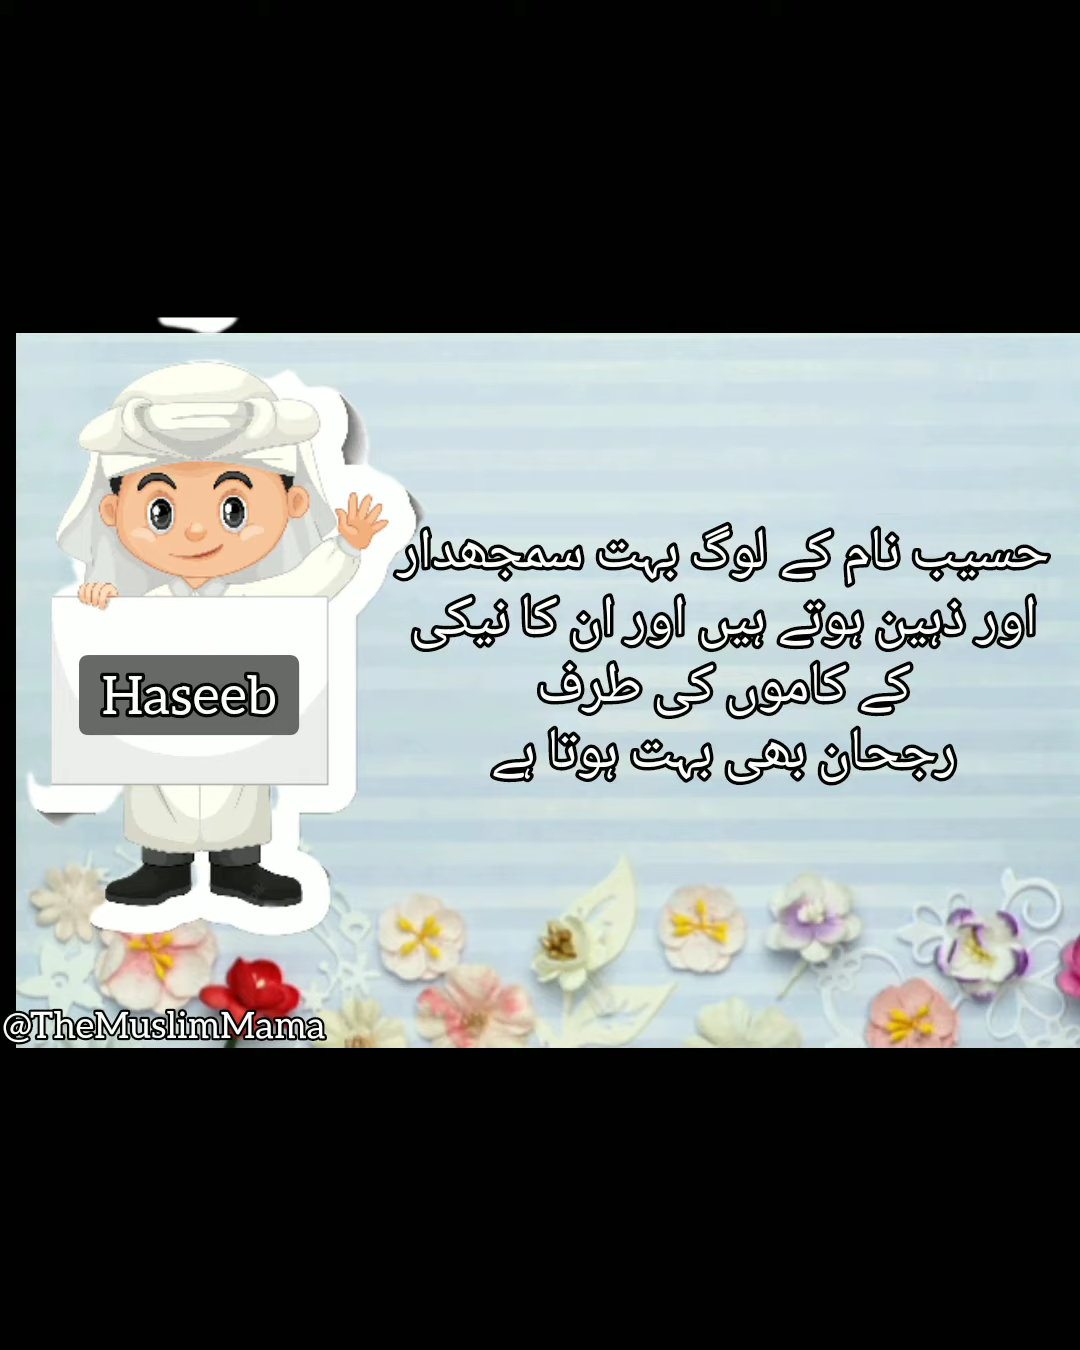 حسیب نام کے لوگ بہت سمجھدار
اور ذہین ہوتے ہیں اور ان کا نیکی
کے کاموں کی طرف
رجحان بھی بہت ہوتا ہے
Haseeb
@TheMuslimMama